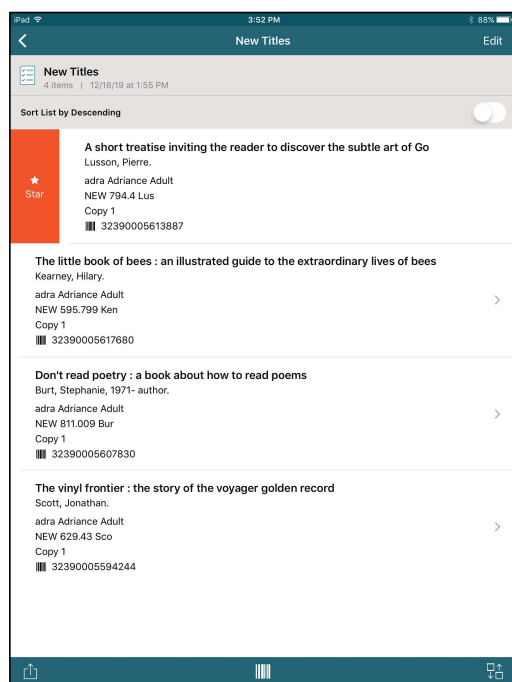 iPad 3:52 PM 88%
New Titles Edit
New Titles
4 items | 12/18/19 at 1:55 PM
Sort List by Descending
A short treatise inviting the reader to discover the subtle art of Go
Lusson, Pierre.
adra Adriance Adult
NEW 794.4 Lus
Copy 1
32390005613887
Star
The little book of bees : an illustrated guide to the extraordinary lives of bees
Kearney, Hilary.
adra Adriance Adult
NEW 595.799 Ken
Copy 1
32390005617680
Don't read poetry : a book about how to read poems
Burt, Stephanie, 1971- author.
adra Adriance Adult
NEW 811.009 Bur
Copy 1
32390005607830
The vinyl frontier : the story of the voyager golden record
Scott, Jonathan.
adra Adriance Adult
NEW 629.43 Sco
Copy 1
32390005594244